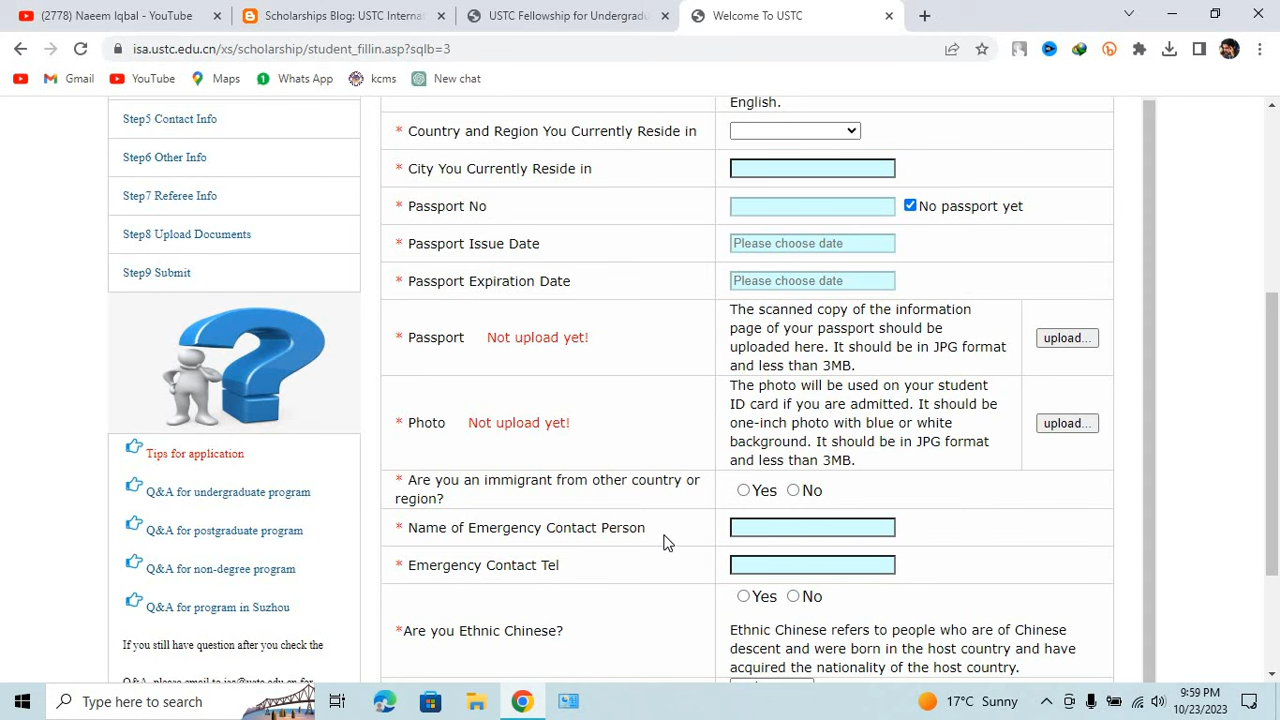 (2778) Naeem Iqbal - YouTube
Scholarships Blog: USTC Interna
USTC Fellowship for Undergradu
Welcome To USTC
isa.ustc.edu.cn/xs/scholarship/student_fillin.asp?sqlb=3
Gmail
YouTube
Maps
Whats App
kcms
New chat
Step5 Contact Info
Step6 Other Info
Step7 Referee Info
Step8 Upload Documents
Step9 Submit
Tips for application
Q&A for undergraduate program
Q&A for postgraduate program
Q&A for non-degree program
Q&A for program in Suzhou
If you still have question after you check the
English.
* Country and Region You Currently Reside in
* City You Currently Reside in
* Passport No
No passport yet
* Passport Issue Date
Please choose date
* Passport Expiration Date
Please choose date
* Passport Not upload yet!
The scanned copy of the information
page of your passport should be
uploaded here. It should be in JPG format
and less than 3MB.
upload...
* Photo Not upload yet!
The photo will be used on your student
ID card if you are admitted. It should be
one-inch photo with blue or white
background. It should be in JPG format
and less than 3MB.
upload...
* Are you an immigrant from other country or
region?
Yes No
* Name of Emergency Contact Person
* Emergency Contact Tel
*Are you Ethnic Chinese?
Yes No
Ethnic Chinese refers to people who are of Chinese
descent and were born in the host country and have
acquired the nationality of the host country.
Type here to search
17°C Sunny
9:59 PM
10/23/2023